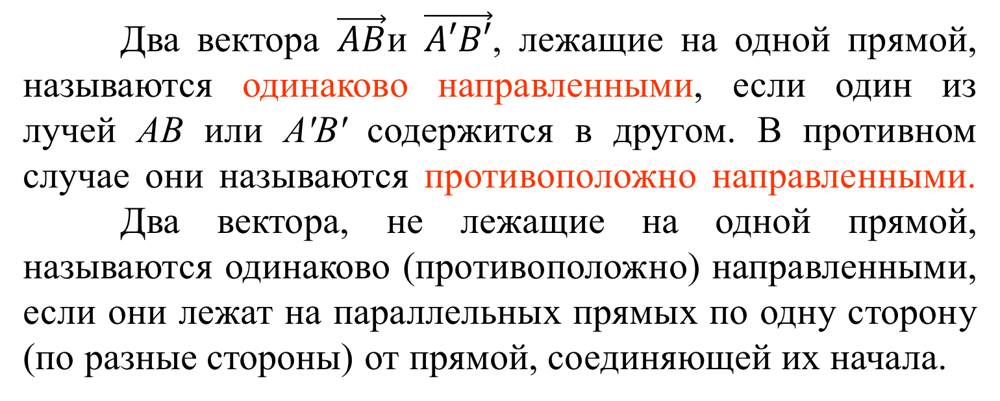 Два вектора \overrightarrow{AB}и \overrightarrow{A'B'}, лежащие на одной прямой,
называются одинаково направленными, если один из
лучей AB или A'B' содержится в другом. В противном
случае они называются противоположно направленными.
Два вектора, не лежащие на одной прямой,
называются одинаково (противоположно) направленными,
если они лежат на параллельных прямых по одну сторону
(по разные стороны) от прямой, соединяющей их начала.